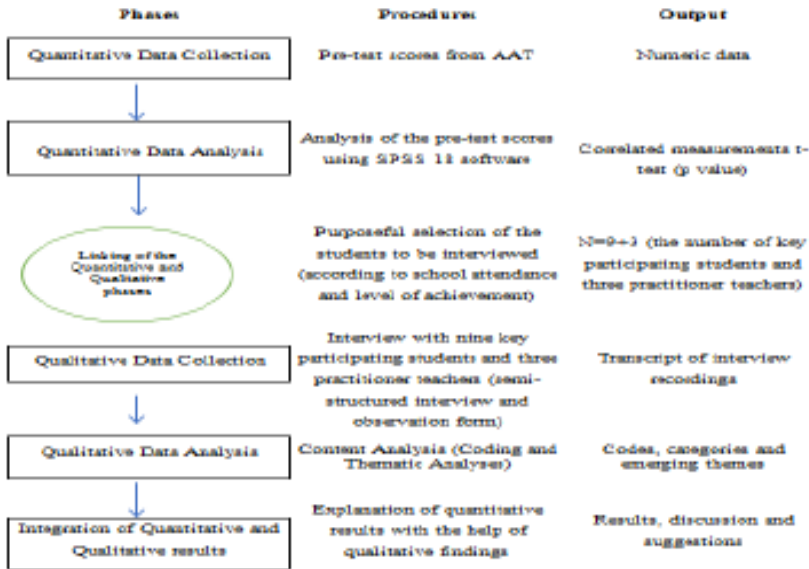 Phases Procedures Output
Quantitative Data Collection Pre-test scores from AAT Numeric data
Quantitative Data Analysis
Analysis of the pre-test scores
using SPSS 18 software
Correlated measurements t-
test (p value)
Linking of the
Quantitative and
Qualitative
phases
Purposeful selection of the
students to be interviewed
(according to school attendance
and level of achievement)
N=9+3 (the number of key
participating students and
three practitioner teachers)
Qualitative Data Collection
Interview with nine key
participating students and three
practitioner teachers (semi-
structured interview and
observation form)
Transcript of interview
recordings
Qualitative Data Analysis
Content Analysis (Coding and
Thematic Analyses)
Codes, categories and
emerging themes
Integration of Quantitative and
Qualitative results
Explanation of quantitative
results with the help of
qualitative findings
Results, discussion and
suggestions